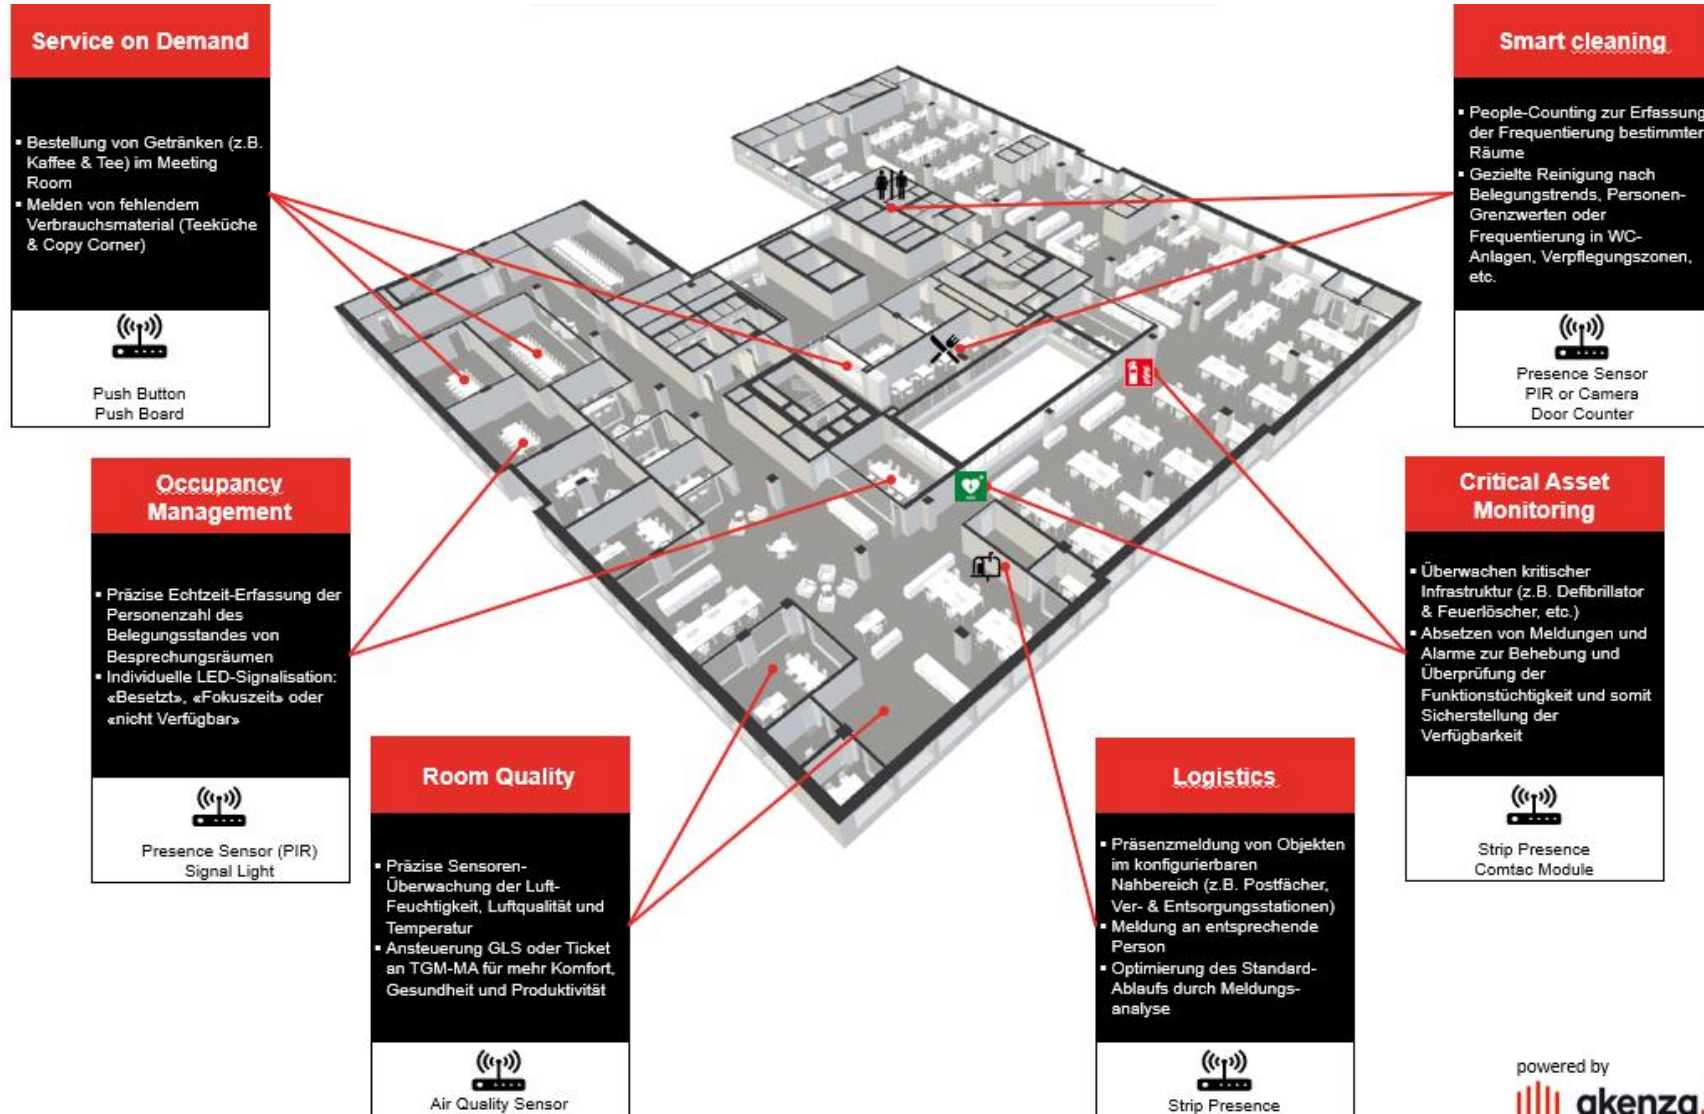 Service on Demand
▪ Bestellung von Getränken (z.B.
Kaffee & Tee) im Meeting
Room
▪ Melden von fehlendem
Verbrauchsmaterial (Teeküche
& Copy Corner)
Push Button
Push Board
Smart cleaning
▪ People-Counting zur Erfassung
der Frequentierung bestimmter
Räume
▪ Gezielte Reinigung nach
Belegungstrends, Personen-
Grenzwerten oder
Frequentierung in WC-
Anlagen, Verpflegungszonen,
etc.
Presence Sensor
PIR or Camera
Door Counter
Occupancy
Management
▪ Präzise Echtzeit-Erfassung der
Personenzahl des
Belegungsstandes von
Besprechungsräumen
▪ Individuelle LED-Signalisation:
«Besetzt», «Fokuszeit» oder
«nicht Verfügbar»
Presence Sensor (PIR)
Signal Light
Critical Asset
Monitoring
▪ Überwachen kritischer
Infrastruktur (z.B. Defibrillator
& Feuerlöscher, etc.)
▪ Absetzen von Meldungen und
Alarme zur Behebung und
Überprüfung der
Funktionstüchtigkeit und somit
Sicherstellung der
Verfügbarkeit
Strip Presence
Comtac Module
Room Quality
▪ Präzise Sensoren-
Überwachung der Luft-
Feuchtigkeit, Luftqualität und
Temperatur
▪ Ansteuerung GLS oder Ticket
an TGM-MA für mehr Komfort,
Gesundheit und Produktivität
Air Quality Sensor
Logistics
▪ Präsenzmeldung von Objekten
im konfigurierbaren
Nahbereich (z.B. Postfächer,
Ver- & Entsorgungsstationen)
▪ Meldung an entsprechende
Person
▪ Optimierung des Standard-
Ablaufs durch Meldungs-
analyse
Strip Presence
powered by
akenza